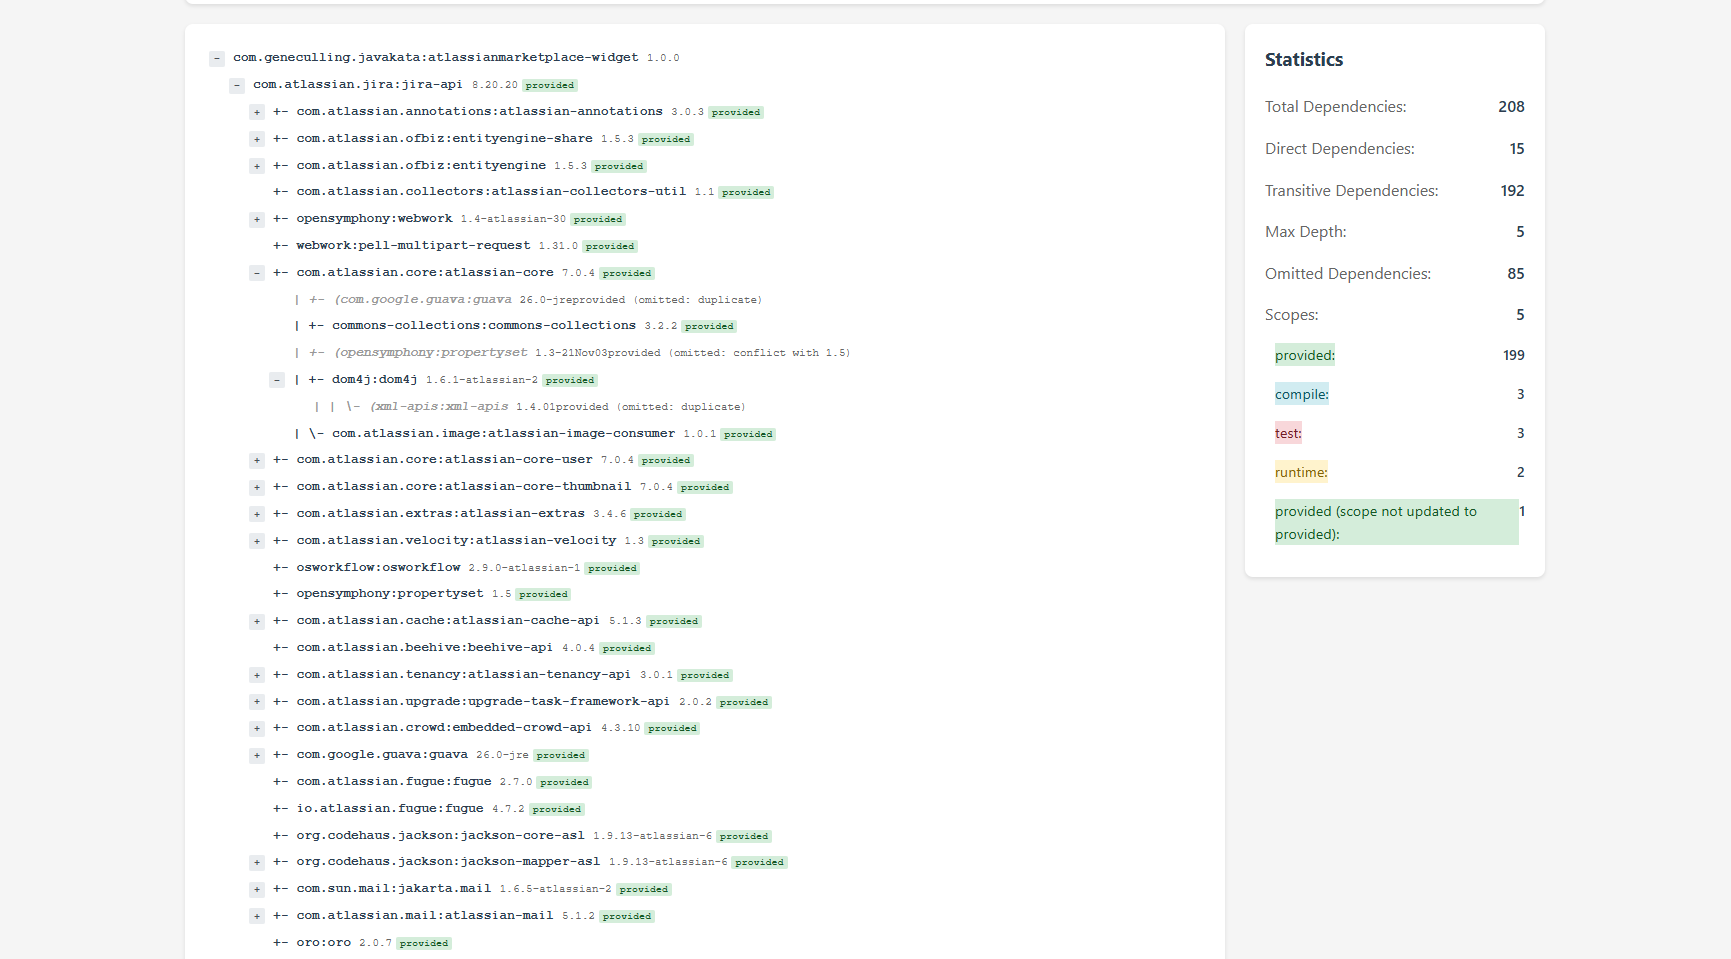 - com.geneculling.javakata:atlassianmarketplace-widget 1.0.0
- com.atlassian.jira:jira-api 8.20.20 provided
+ +- com.atlassian.annotations:atlassian-annotations 3.0.3 provided
+ +- com.atlassian.ofbiz:entityengine-share 1.5.3 provided
+ +- com.atlassian.ofbiz:entityengine 1.5.3 provided
+- com.atlassian.collectors:atlassian-collectors-util 1.1 provided
+ +- opensymphony:webwork 1.4-atlassian-30 provided
+- webwork:pell-multipart-request 1.31.0 provided
- +- com.atlassian.core:atlassian-core 7.0.4 provided
| +- (com.google.guava:guava 26.0-jreprovided (omitted: duplicate)
| +- commons-collections:commons-collections 3.2.2 provided
| +- (opensymphony:propertyset 1.3-21Nov03provided (omitted: conflict with 1.5)
- | +- dom4j:dom4j 1.6.1-atlassian-2 provided
| | \- (xml-apis:xml-apis 1.4.01provided (omitted: duplicate)
| \- com.atlassian.image:atlassian-image-consumer 1.0.1 provided
+ +- com.atlassian.core:atlassian-core-user 7.0.4 provided
+ +- com.atlassian.core:atlassian-core-thumbnail 7.0.4 provided
+ +- com.atlassian.extras:atlassian-extras 3.4.6 provided
+ +- com.atlassian.velocity:atlassian-velocity 1.3 provided
+- osworkflow:osworkflow 2.9.0-atlassian-1 provided
+- opensymphony:propertyset 1.5 provided
+ +- com.atlassian.cache:atlassian-cache-api 5.1.3 provided
+- com.atlassian.beehive:beehive-api 4.0.4 provided
+ +- com.atlassian.tenancy:atlassian-tenancy-api 3.0.1 provided
+ +- com.atlassian.upgrade:upgrade-task-framework-api 2.0.2 provided
+ +- com.atlassian.crowd:embedded-crowd-api 4.3.10 provided
+ +- com.google.guava:guava 26.0-jre provided
+- com.atlassian.fugue:fugue 2.7.0 provided
+- io.atlassian.fugue:fugue 4.7.2 provided
+- org.codehaus.jackson:jackson-core-asl 1.9.13-atlassian-6 provided
+ +- org.codehaus.jackson:jackson-mapper-asl 1.9.13-atlassian-6 provided
+ +- com.sun.mail:jakarta.mail 1.6.5-atlassian-2 provided
+ +- com.atlassian.mail:atlassian-mail 5.1.2 provided
+- oro:oro 2.0.7 provided
Statistics
Total Dependencies: 208
Direct Dependencies: 15
Transitive Dependencies: 192
Max Depth: 5
Omitted Dependencies: 85
Scopes: 5
provided: 199
compile: 3
test: 3
runtime: 2
provided (scope not updated to 1
provided):